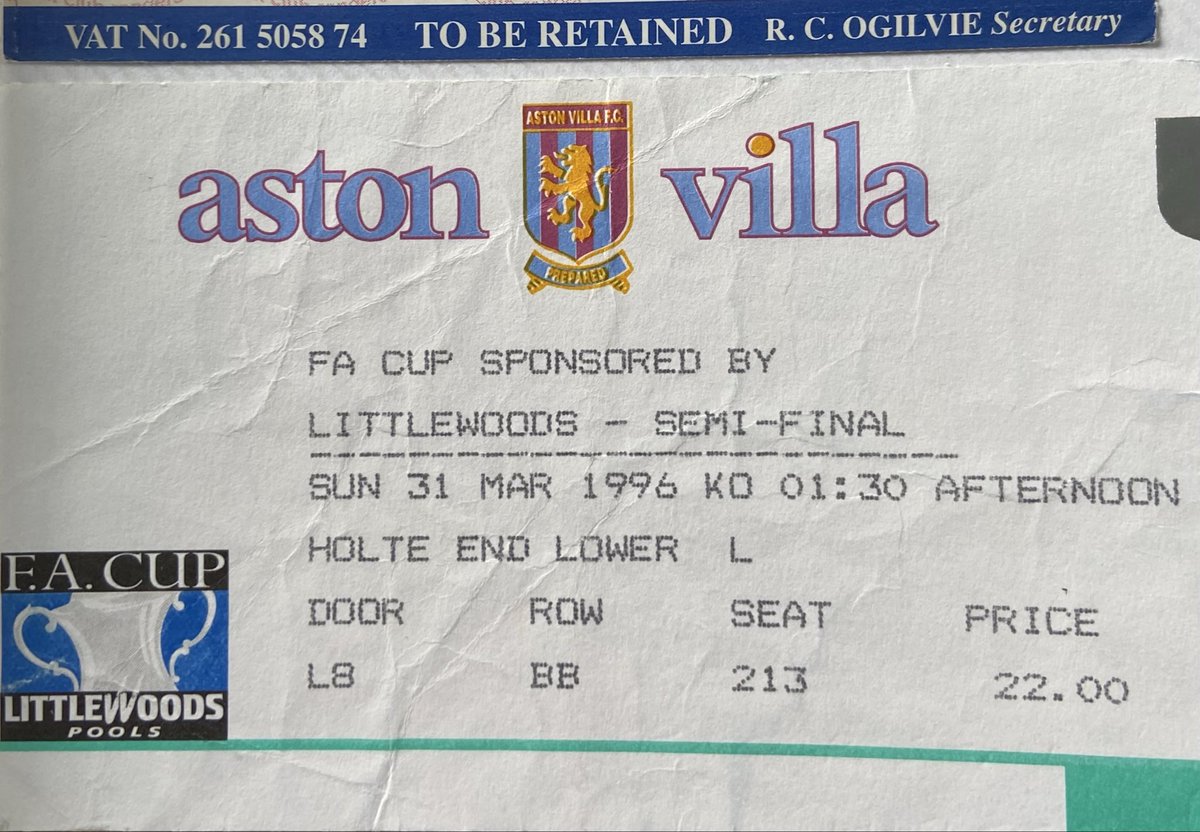 VAT No. 261 5058 74 TO BE RETAINED R. C. OGILVIE Secretary
ASTON VILLA F.C.
aston villa
PREPARED
FA CUP SPONSORED BY
LITTLEWOODS - SEMI-FINAL
SUN 31 MAR 1996 KO 01:30 AFTERNOON
HOLTE END LOWER L
DOOR ROW SEAT PRICE
L8 BB 213 22.00
F.A. CUP
LITTLEWOODS
POOLS